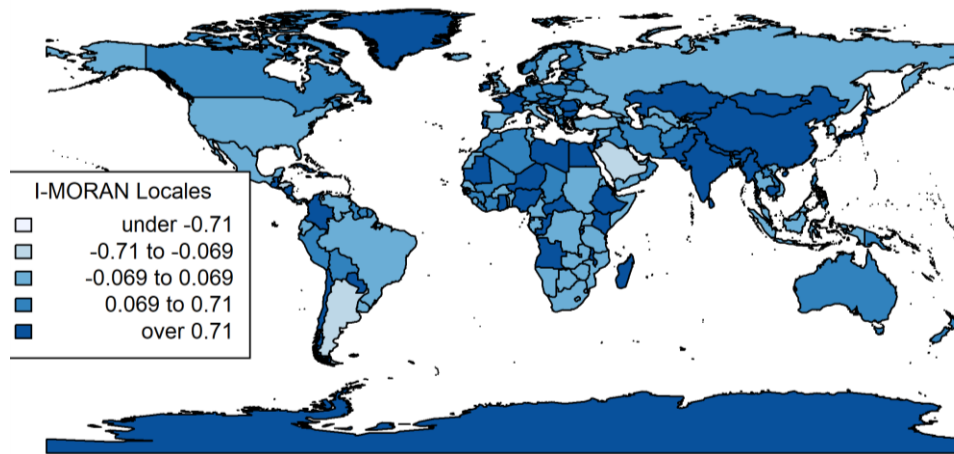 I-MORAN Locales
under -0.71
-0.71 to -0.069
-0.069 to 0.069
0.069 to 0.71
over 0.71